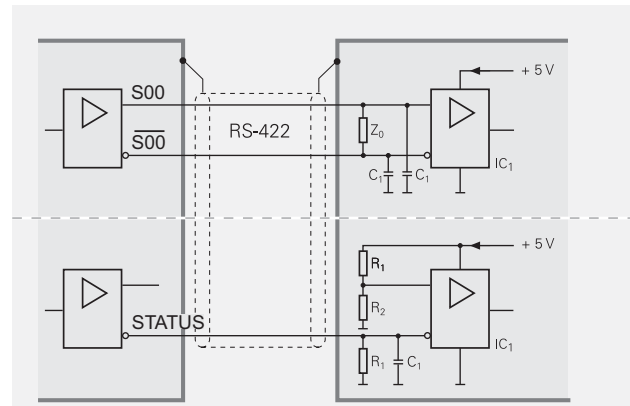 + 5 V
S00
Z0
RS-422
S00
C1
C1
IC1
+ 5 V
R1
R2
STATUS
R1
C1
IC1